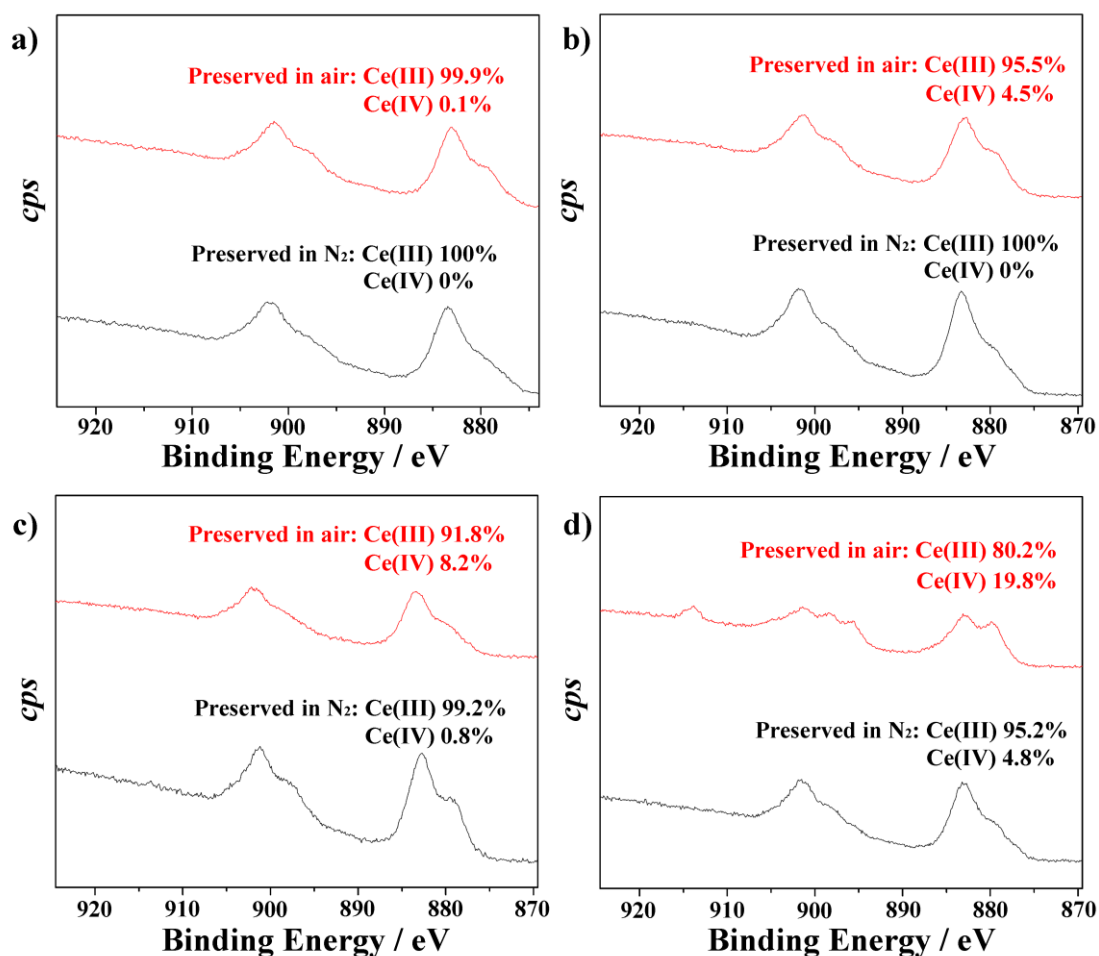 a)
Preserved in air: Ce(III) 99.9%
Ce(IV) 0.1%
Preserved in N₂: Ce(III) 100%
Ce(IV) 0%
cps
920 910 900 890 880
Binding Energy / eV
b)
Preserved in air: Ce(III) 95.5%
Ce(IV) 4.5%
Preserved in N₂: Ce(III) 100%
Ce(IV) 0%
cps
920 910 900 890 880 870
Binding Energy / eV
c)
Preserved in air: Ce(III) 91.8%
Ce(IV) 8.2%
Preserved in N₂: Ce(III) 99.2%
Ce(IV) 0.8%
cps
920 910 900 890 880 870
Binding Energy / eV
d)
Preserved in air: Ce(III) 80.2%
Ce(IV) 19.8%
Preserved in N₂: Ce(III) 95.2%
Ce(IV) 4.8%
cps
920 910 900 890 880 870
Binding Energy / eV